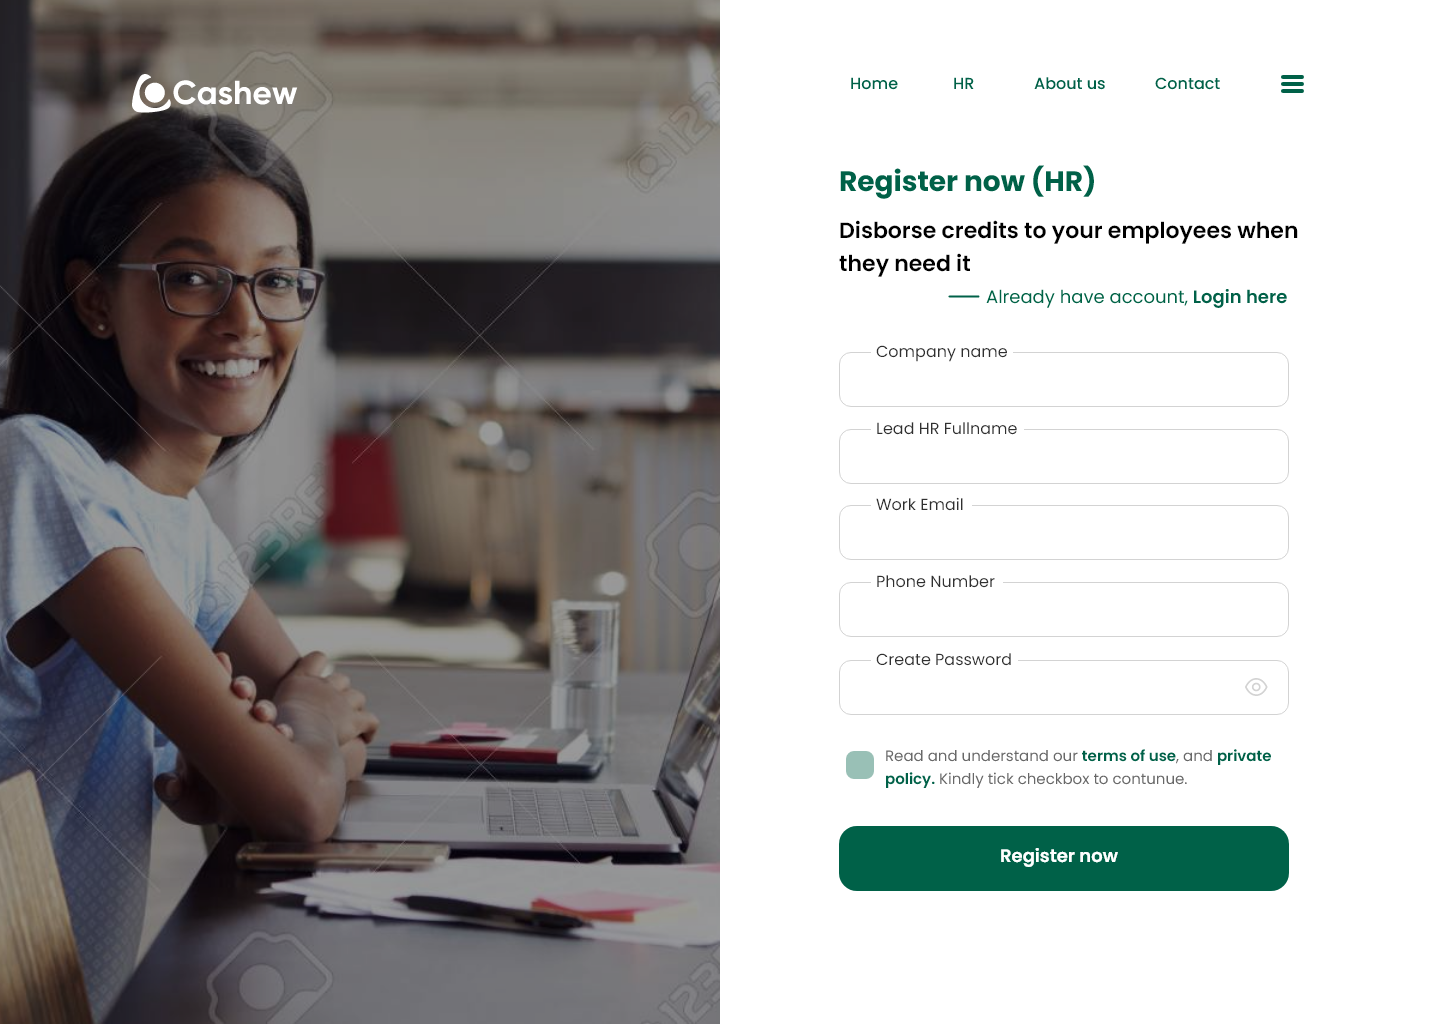 Cashew
Home HR About us Contact
Register now (HR)
Disborse credits to your employees when
they need it
Already have account, Login here
Company name
Lead HR Fullname
Work Email
Phone Number
Create Password
Read and understand our terms of use, and private
policy. Kindly tick checkbox to contunue.
Register now
123RF